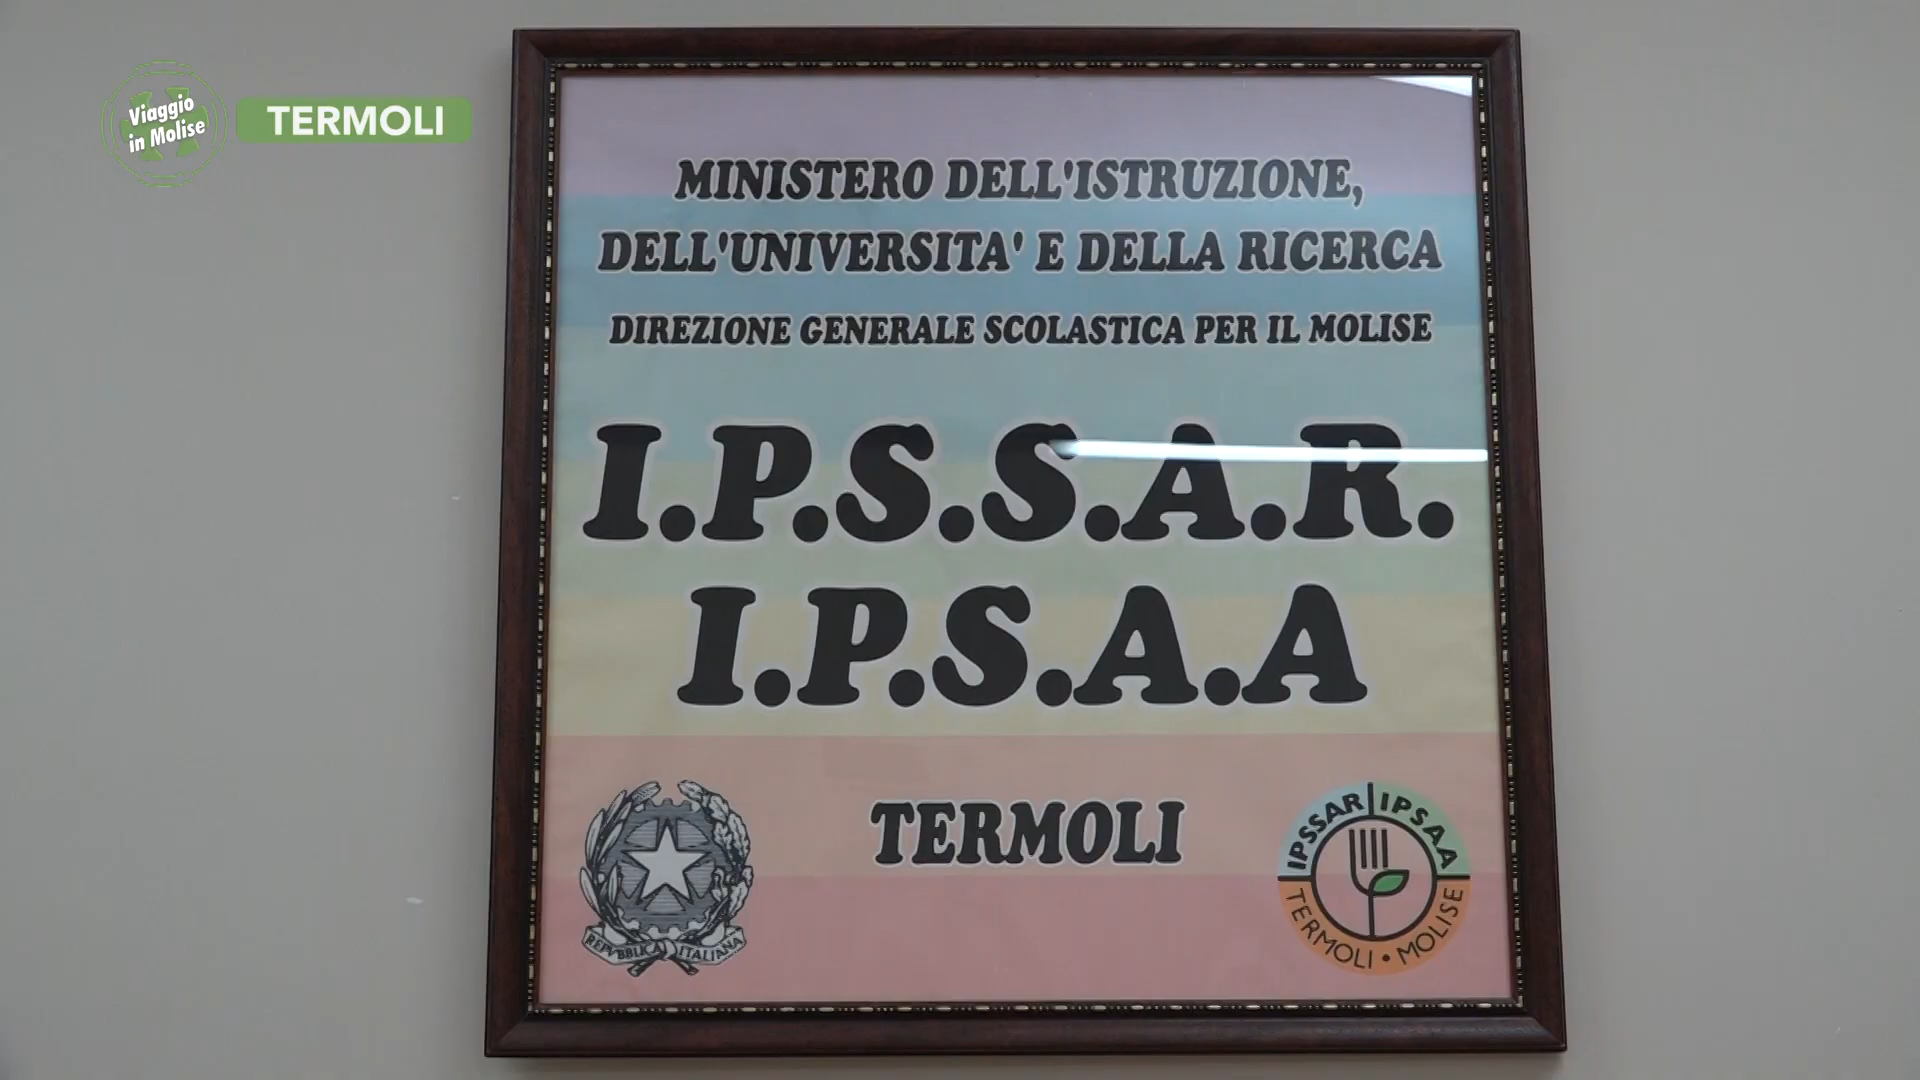 Viaggio
in Molise
TERMOLI
MINISTERO DELL'ISTRUZIONE,
DELL'UNIVERSITA' E DELLA RICERCA
DIREZIONE GENERALE SCOLASTICA PER IL MOLISE
I.P.S.S.A.R.
I.P.S.A.A
TERMOLI
REPVBBLICA ITALIANA
IPSSAR IPSAA
TERMOLI • MOLISE